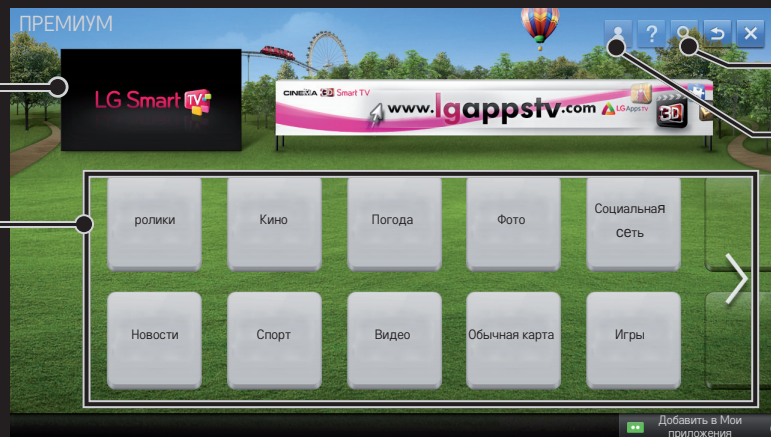 ПРЕМИУМ
?
LG Smart TV
CINEMA 3D Smart TV
www.lgappstv.com
LG Apps TV
3D
ролики
Кино
Погода
Фото
Социальная
сеть
Новости
Спорт
Видео
Обычная карта
Игры
Добавить в Мои
приложения